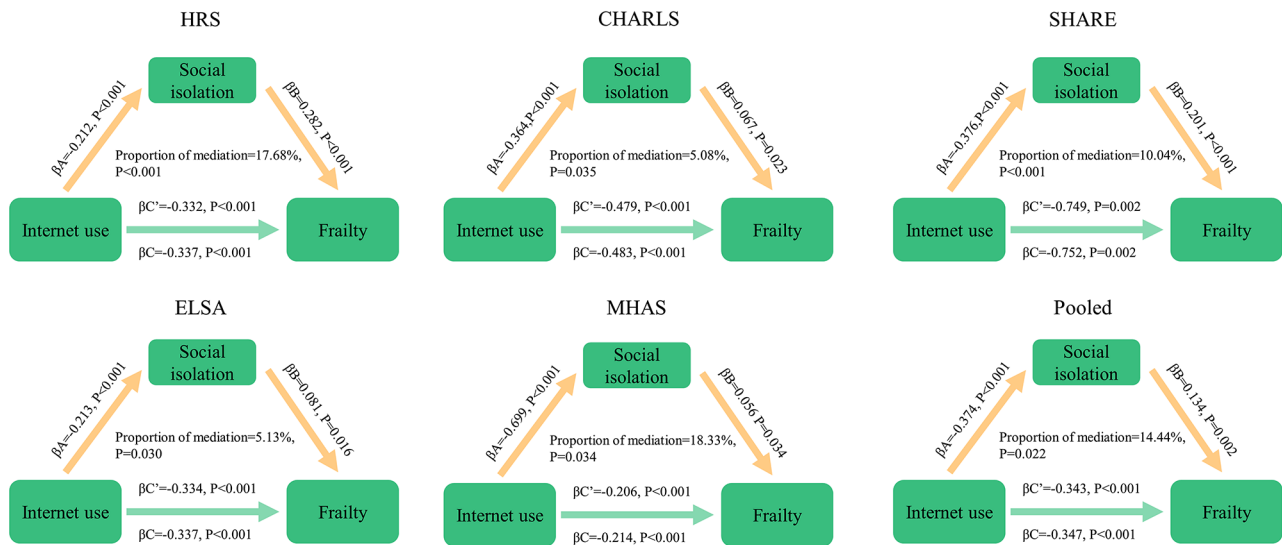 HRS
Social
isolation
βA=-0.212, P<0.001
βB=0.282, P<0.001
Proportion of mediation=17.68%,
P<0.001
Internet use
βC’=-0.332, P<0.001
βC=-0.337, P<0.001
Frailty
CHARLS
Social
isolation
βA=-0.364,P<0.001
βB=0.067, P=0.023
Proportion of mediation=5.08%,
P=0.035
Internet use
βC’=-0.479, P<0.001
βC=-0.483, P<0.001
Frailty
SHARE
Social
isolation
βA=-0.376,P<0.001
βB=0.201, P<0.001
Proportion of mediation=10.04%,
P<0.001
Internet use
βC’=-0.749, P=0.002
βC=-0.752, P=0.002
Frailty
ELSA
Social
isolation
βA=-0.213, P<0.001
βB=0.081, P=0.016
Proportion of mediation=5.13%,
P=0.030
Internet use
βC’=-0.334, P<0.001
βC=-0.337, P<0.001
Frailty
MHAS
Social
isolation
βA=-0.699, P<0.001
βB=0.056 P=0.034
Proportion of mediation=18.33%,
P=0.034
Internet use
βC’=-0.206, P<0.001
βC=-0.214, P<0.001
Frailty
Pooled
Social
isolation
βA=-0.374, P<0.001
βB=0.134, P=0.002
Proportion of mediation=14.44%,
P=0.022
Internet use
βC’=-0.343, P<0.001
βC=-0.347, P<0.001
Frailty